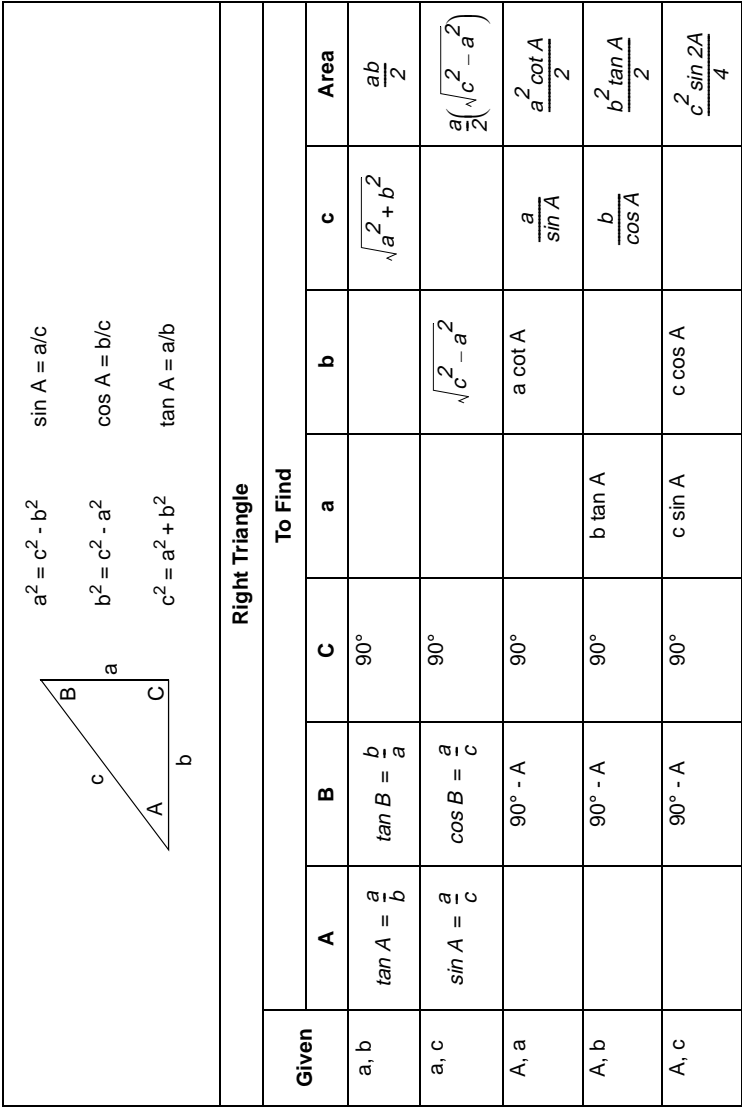 B
c
a
A
C
b
a² = c² - b² sin A = a/c
b² = c² - a² cos A = b/c
c² = a² + b² tan A = a/b
Right Triangle
Given To Find
A B C a b c Area
a, b tan A = a/b tan B = b/a 90° √(a² + b²) ab/2
a, c sin A = a/c cos B = a/c 90° √(c² – a²) a/2(√(c² – a²))
A, a 90° - A 90° a cot A a/sin A a² cot A/2
A, b 90° - A 90° b tan A b/cos A b² tan A/2
A, c 90° - A 90° c sin A c cos A c² sin 2A/4